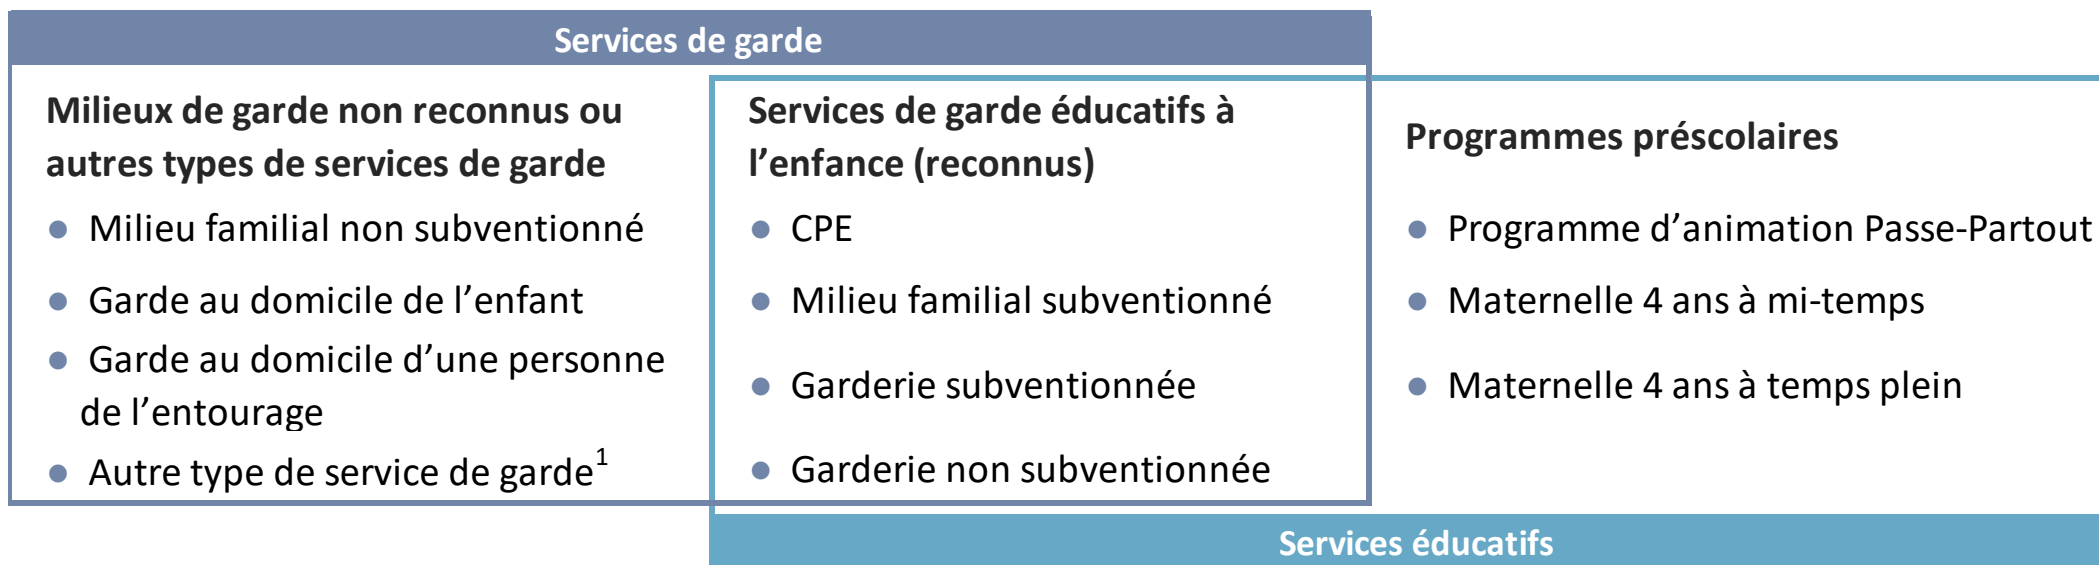 Services de garde
Milieux de garde non reconnus ou
autres types de services de garde
● Milieu familial non subventionné
● Garde au domicile de l’enfant
● Garde au domicile d’une personne
de l’entourage
● Autre type de service de garde¹
Services de garde éducatifs à
l’enfance (reconnus)
● CPE
● Milieu familial subventionné
● Garderie subventionnée
● Garderie non subventionnée
Programmes préscolaires
● Programme d’animation Passe-Partout
● Maternelle 4 ans à mi-temps
● Maternelle 4 ans à temps plein
Services éducatifs